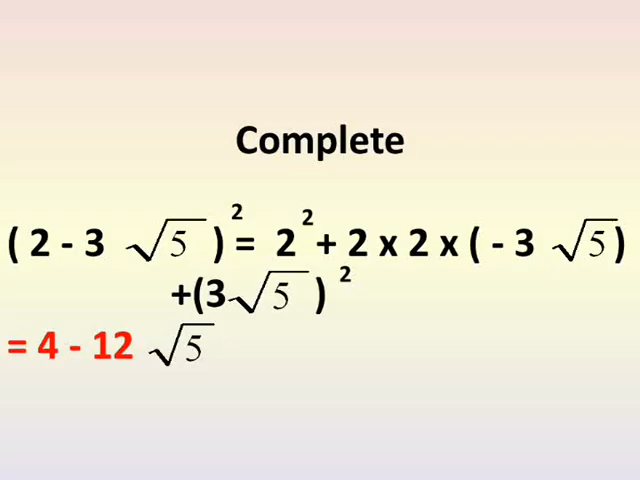 Complete
( 2 - 3 √5 )² = 2² + 2 x 2 x ( - 3 √5 )
+(3√5 )²
= 4 - 12 √5